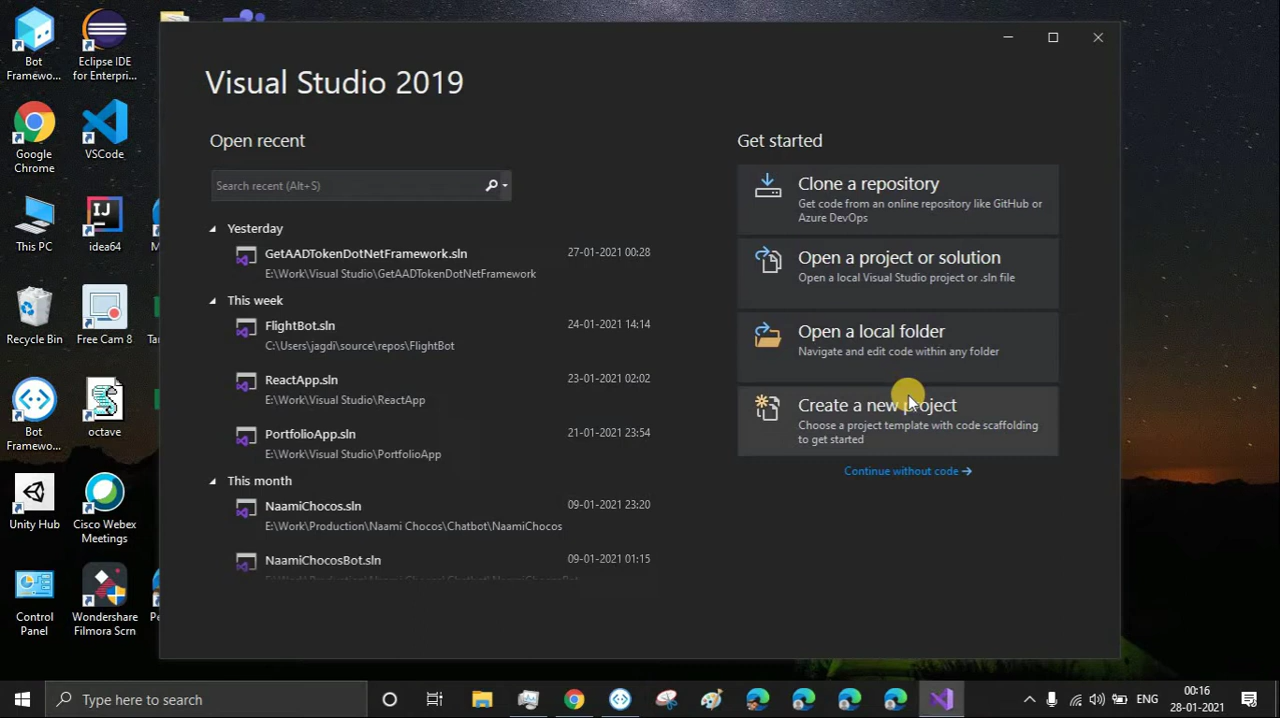 Bot
Framewo...
Eclipse IDE
for Enterpri...
Google
Chrome
VSCode
This PC
idea64
Recycle Bin
Free Cam 8
Bot
Framewo...
octave
Unity Hub
Cisco Webex
Meetings
Control
Panel
Wondershare
Filmora Scrn
Visual Studio 2019
Open recent
Search recent (Alt+S)
Yesterday
GetAADTokenDotNetFramework.sln 27-01-2021 00:28
E:\Work\Visual Studio\GetAADTokenDotNetFramework
This week
FlightBot.sln 24-01-2021 14:14
C:\Users\jagdi\source\repos\FlightBot
ReactApp.sln 23-01-2021 02:02
E:\Work\Visual Studio\ReactApp
PortfolioApp.sln 21-01-2021 23:54
E:\Work\Visual Studio\PortfolioApp
This month
NaamiChocos.sln 09-01-2021 23:20
E:\Work\Production\Naami Chocos\Chatbot\NaamiChocos
NaamiChocosBot.sln 09-01-2021 01:15
Get started
Clone a repository
Get code from an online repository like GitHub or
Azure DevOps
Open a project or solution
Open a local Visual Studio project or .sln file
Open a local folder
Navigate and edit code within any folder
Create a new project
Choose a project template with code scaffolding
to get started
Continue without code →
Type here to search
ENG
00:16
28-01-2021